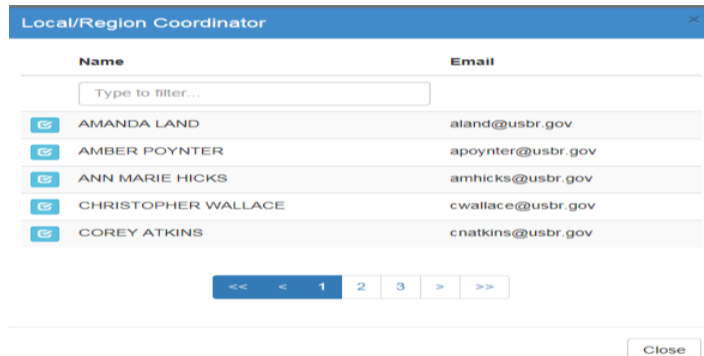 Local/Region Coordinator ×
Name Email
Type to filter...
AMANDA LAND aland@usbr.gov
AMBER POYNTER apoynter@usbr.gov
ANN MARIE HICKS amhicks@usbr.gov
CHRISTOPHER WALLACE cwallace@usbr.gov
COREY ATKINS cnatkins@usbr.gov
<< < 1 2 3 > >>
Close